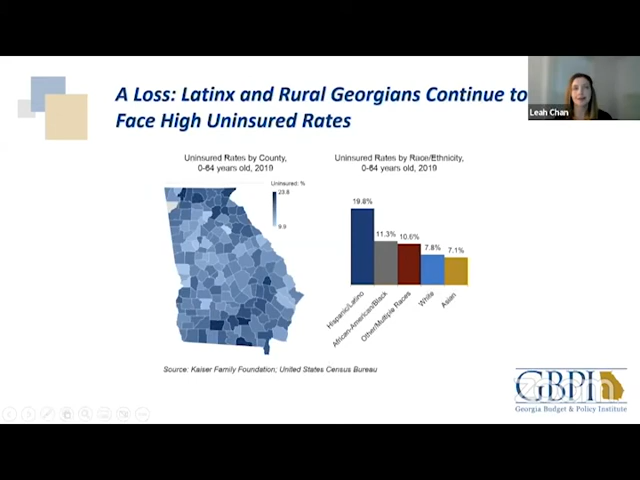 A Loss: Latinx and Rural Georgians Continue to
Face High Uninsured Rates
Leah Chan
Uninsured Rates by County,
0-64 years old, 2019
Uninsured: %
23.8
9.9
Uninsured Rates by Race/Ethnicity,
0-64 years old, 2019
19.8%
11.3%
10.6%
7.8%
7.1%
Hispanic/Latino
African-American/Black
Other/Multiple Races
White
Asian
Source: Kaiser Family Foundation; United States Census Bureau
GBPI
Georgia Budget & Policy Institute
zoom